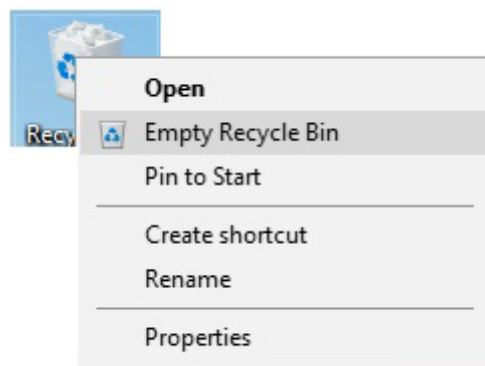 Recy
Open
Empty Recycle Bin
Pin to Start
Create shortcut
Rename
Properties